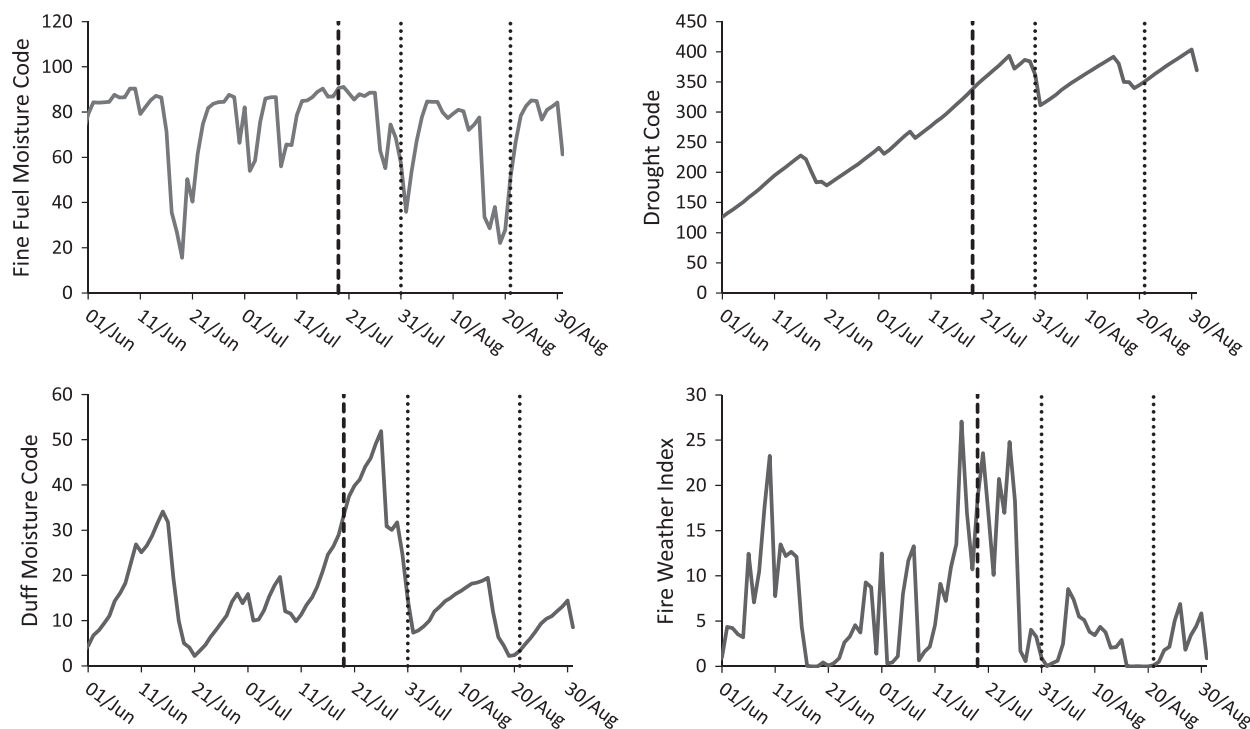 Fine Fuel Moisture Code
120
100
80
60
40
20
0
01/Jun
11/Jun
21/Jun
01/Jul
11/Jul
21/Jul
31/Jul
10/Aug
20/Aug
30/Aug
Drought Code
450
400
350
300
250
200
150
100
50
0
01/Jun
11/Jun
21/Jun
01/Jul
11/Jul
21/Jul
31/Jul
10/Aug
20/Aug
30/Aug
Duff Moisture Code
60
50
40
30
20
10
0
01/Jun
11/Jun
21/Jun
01/Jul
11/Jul
21/Jul
31/Jul
10/Aug
20/Aug
30/Aug
Fire Weather Index
30
25
20
15
10
5
0
01/Jun
11/Jun
21/Jun
01/Jul
11/Jul
21/Jul
31/Jul
10/Aug
20/Aug
30/Aug